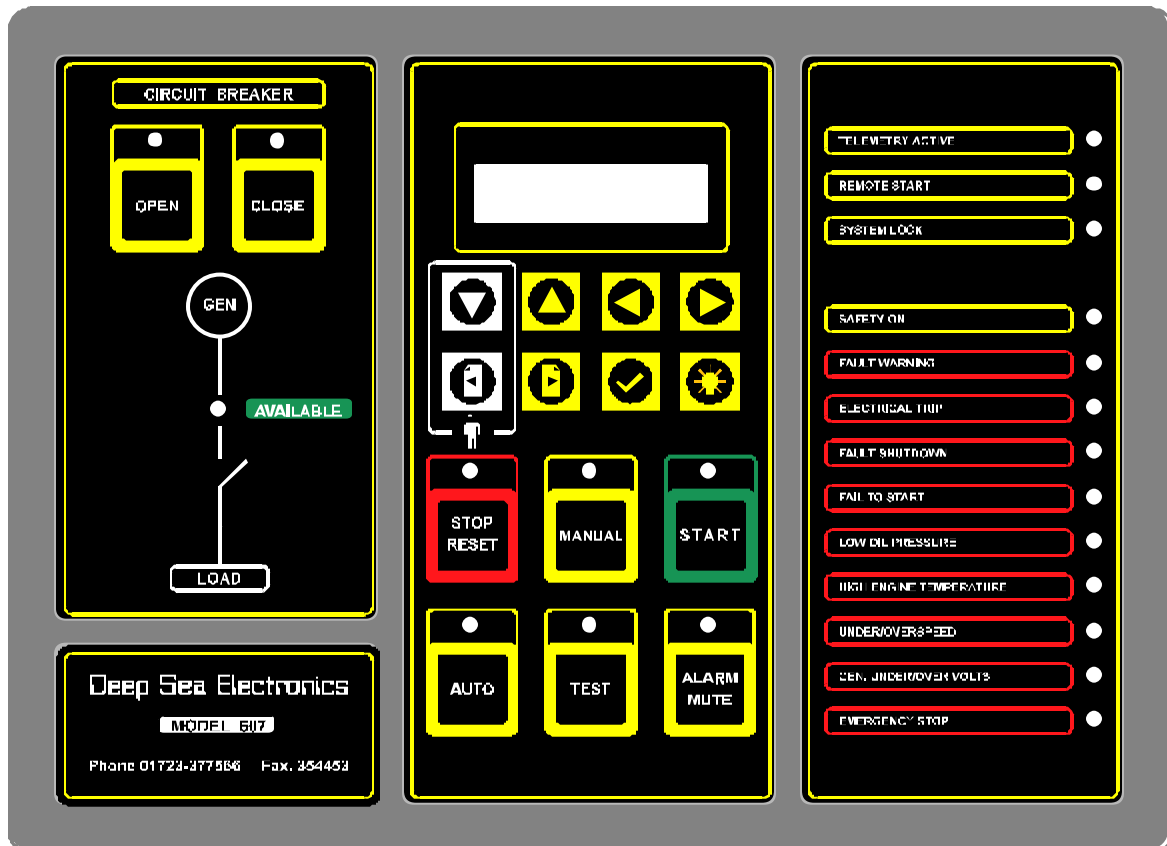 CIRCUIT BREAKER
OPEN
CLOSE
GEN
AVAILABLE
LOAD
Deep Sea Electronics
MODEL
Phone 01723-377566 Fax. 354453
STOP
RESET
MANUAL
START
AUTO
TEST
ALARM
MUTE
TELEMETRY ACTIVE
REMOTE START
SYSTEM LOCK
SAFETY ON
FAULT WARNING
ELECTRICAL TRIP
FAULT SHUTDOWN
FAIL TO START
LOW OIL PRESSURE
HIGH ENGINE TEMPERATURE
UNDER/OVERSPEED
GEN. UNDER/OVER VOLTS
EMERGENCY STOP